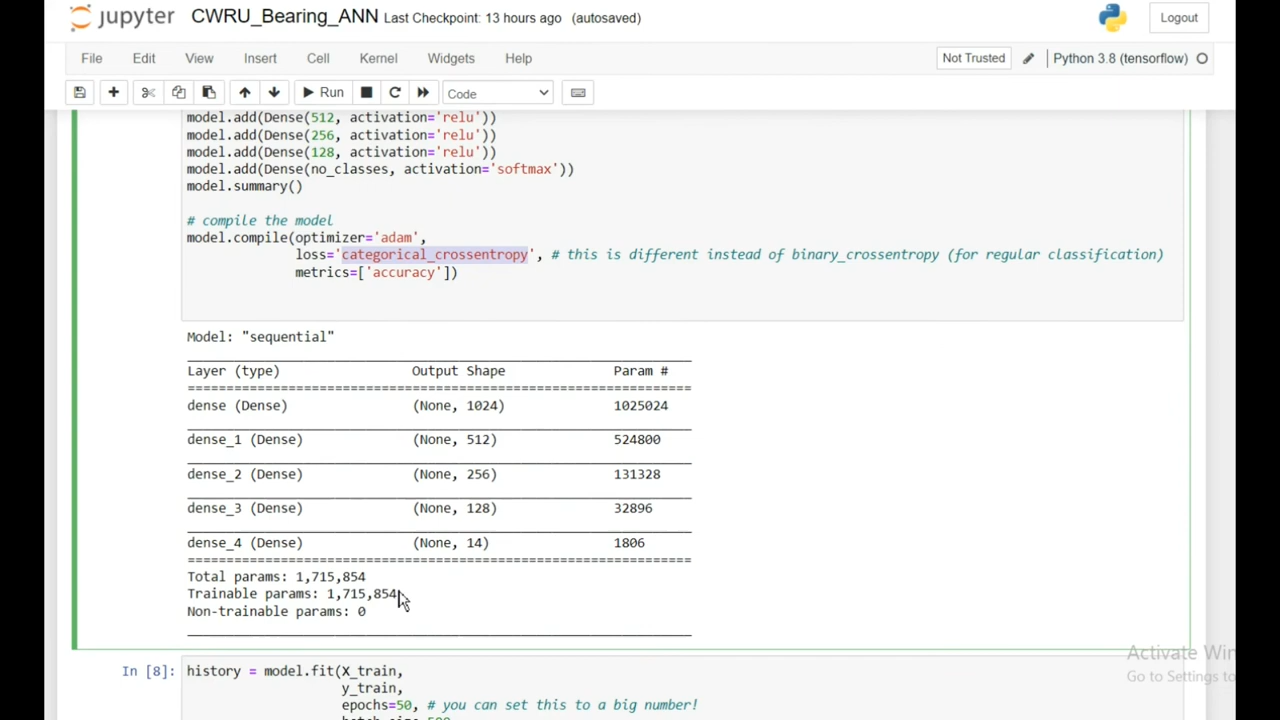 jupyter CWRU_Bearing_ANN Last Checkpoint: 13 hours ago (autosaved) Logout
File Edit View Insert Cell Kernel Widgets Help Not Trusted Python 3.8 (tensorflow)
Run Code
model.add(Dense(512, activation='relu'))
model.add(Dense(256, activation='relu'))
model.add(Dense(128, activation='relu'))
model.add(Dense(no_classes, activation='softmax'))
model.summary()
# compile the model
model.compile(optimizer='adam',
loss='categorical_crossentropy', # this is different instead of binary_crossentropy (for regular classification)
metrics=['accuracy'])
Model: "sequential"
Layer (type) Output Shape Param #
dense (Dense) (None, 1024) 1025024
dense_1 (Dense) (None, 512) 524800
dense_2 (Dense) (None, 256) 131328
dense_3 (Dense) (None, 128) 32896
dense_4 (Dense) (None, 14) 1806
Total params: 1,715,854
Trainable params: 1,715,854
Non-trainable params: 0
Activate Win
Go to Settings to
In [8]: history = model.fit(X_train,
y_train,
epochs=50, # you can set this to a big number!